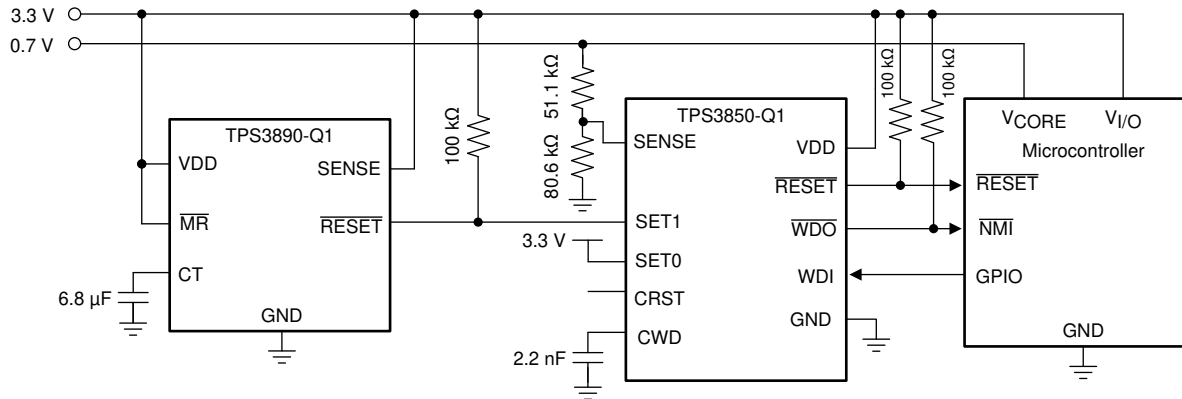 3.3 V
0.7 V
TPS3890-Q1
VDD
SENSE
MR
RESET
CT
GND
6.8 µF
100 kΩ
51.1 kΩ
80.6 kΩ
3.3 V
2.2 nF
TPS3850-Q1
SENSE
VDD
RESET
SET1
WDO
SET0
WDI
CRST
GND
CWD
100 kΩ
100 kΩ
VCORE
VI/O
Microcontroller
RESET
NMI
GPIO
GND